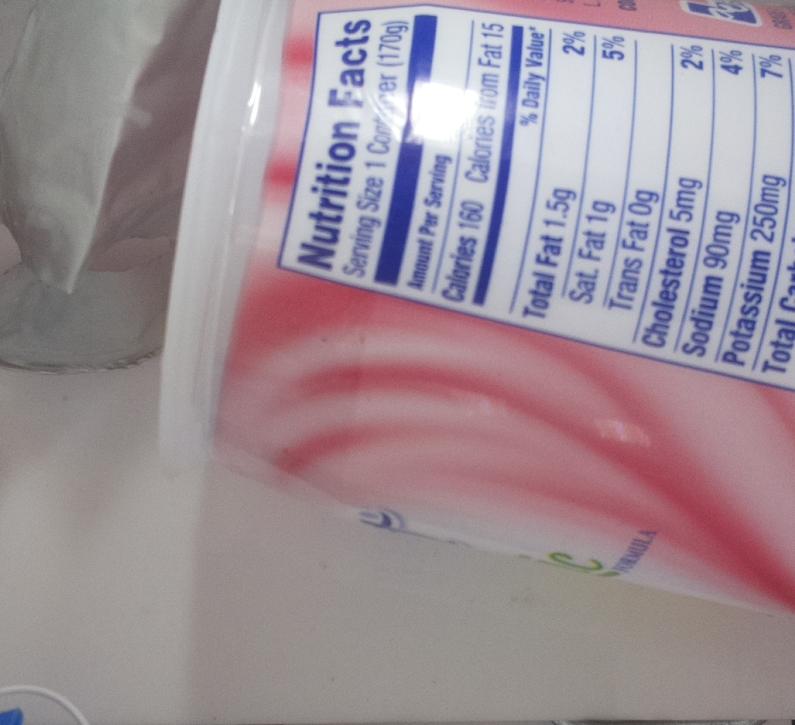 Nutrition Facts
Serving Size 1 Container (170g)
Amount Per Serving
Calories 160 Calories from Fat 15
% Daily Value*
Total Fat 1.5g 2%
Sat. Fat 1g 5%
Trans Fat 0g
Cholesterol 5mg 2%
Sodium 90mg 4%
Potassium 250mg 7%
Total
FORMULA